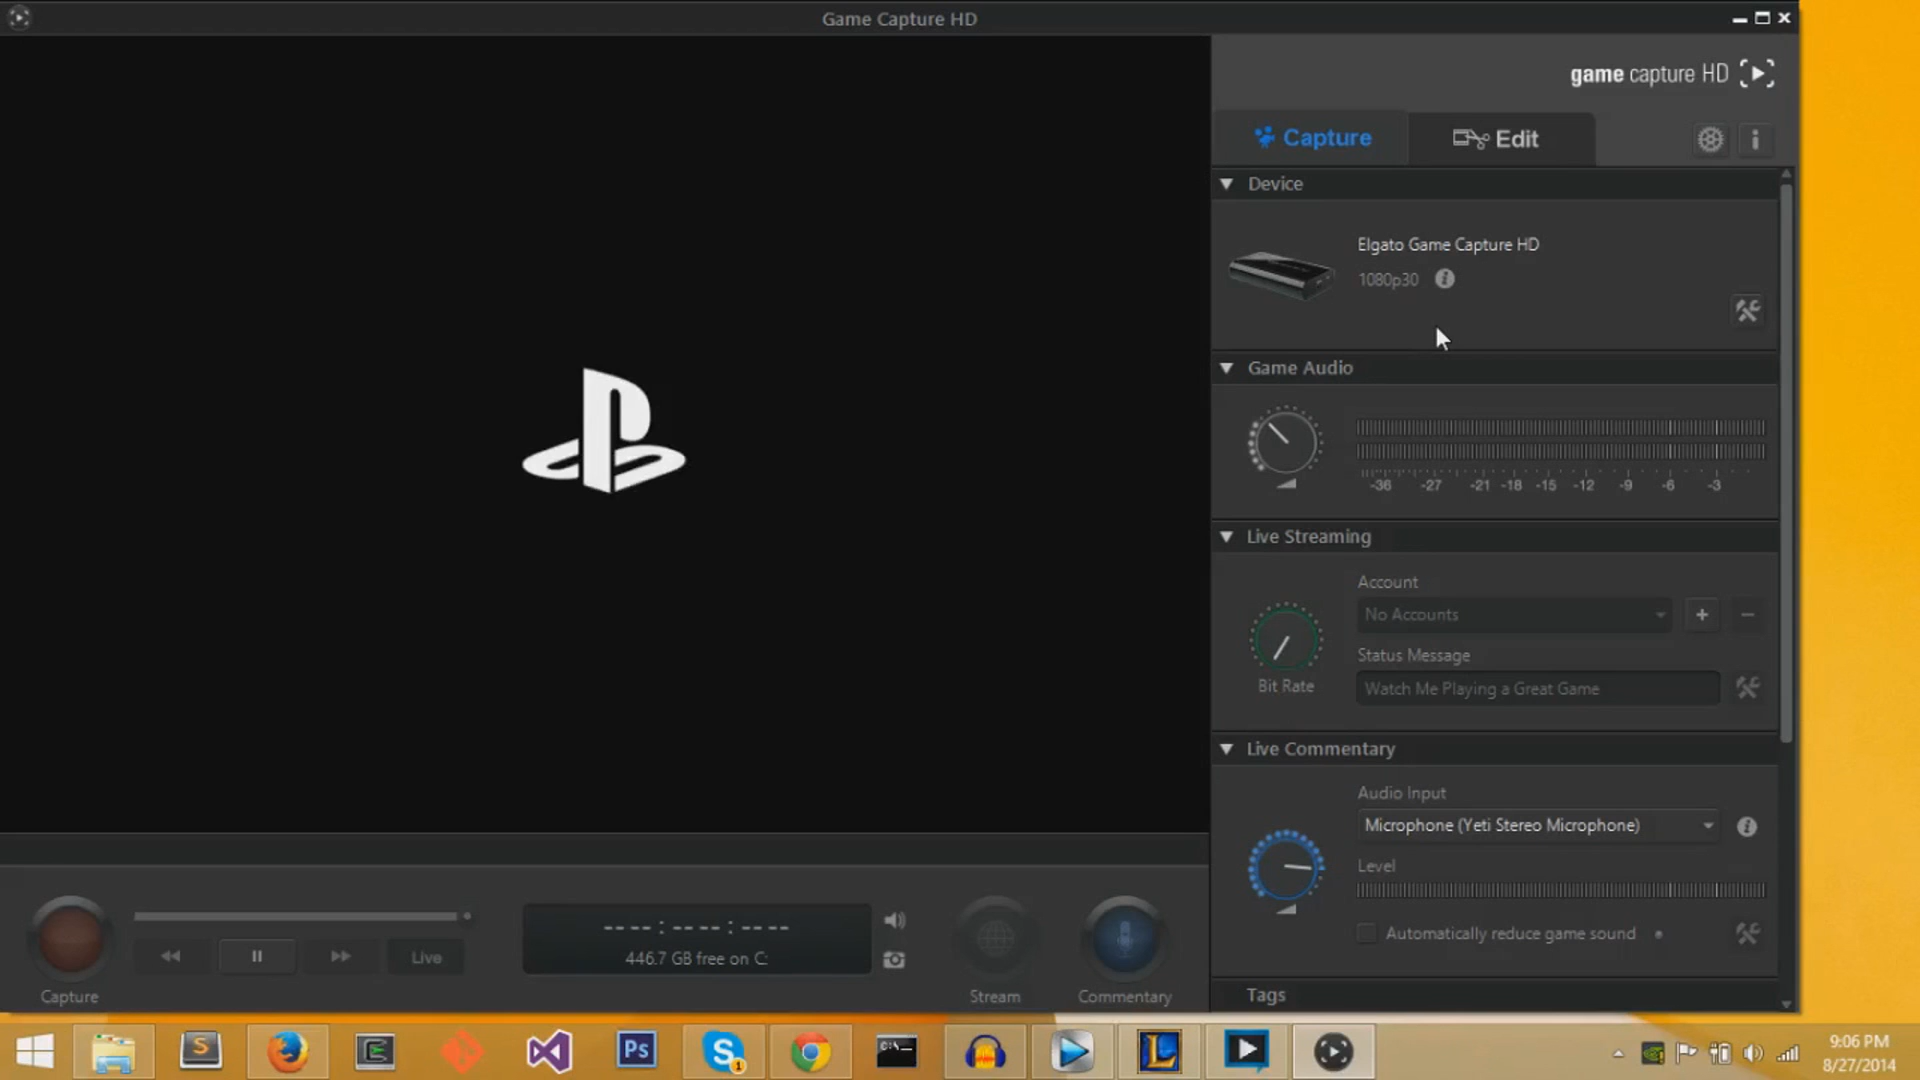 Game Capture HD
game capture HD
Capture
Edit
Device
Elgato Game Capture HD
1080p30
Game Audio
-36 -27 -21 -18 -15 -12 -9 -6 -3
Live Streaming
Account
No Accounts
Status Message
Bit Rate
Watch Me Playing a Great Game
Live Commentary
Audio Input
Microphone (Yeti Stereo Microphone)
Level
Automatically reduce game sound
Tags
Live
---- : ---- : ----
446.7 GB free on C:
Capture
Stream
Commentary
S
Ps
S
1
C:\_
L
9:06 PM
8/27/2014